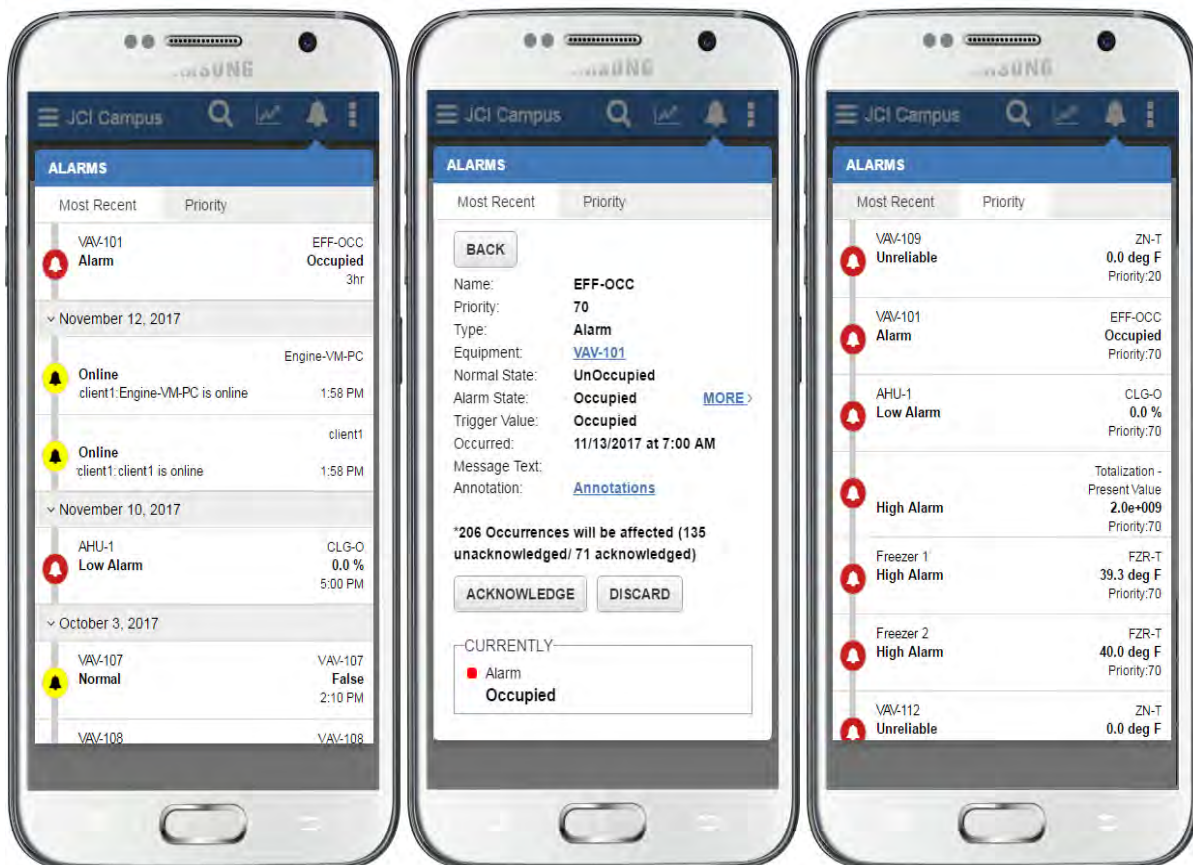 SUNG
JCI Campus
ALARMS
Most Recent Priority
VAV-101 EFF-OCC
Alarm Occupied
3hr
November 12, 2017
Engine-VM-PC
Online
client1:Engine-VM-PC is online 1:58 PM
client1
Online
client1:client1 is online 1:58 PM
November 10, 2017
AHU-1 CLG-O
Low Alarm 0.0 %
5:00 PM
October 3, 2017
VAV-107 VAV-107
Normal False
2:10 PM
VAV-108 VAV-108
SUNG
JCI Campus
ALARMS
Most Recent Priority
BACK
Name: EFF-OCC
Priority: 70
Type: Alarm
Equipment: VAV-101
Normal State: UnOccupied
Alarm State: Occupied MORE >
Trigger Value: Occupied
Occurred: 11/13/2017 at 7:00 AM
Message Text:
Annotation: Annotations
*206 Occurrences will be affected (135
unacknowledged/ 71 acknowledged)
ACKNOWLEDGE DISCARD
CURRENTLY
Alarm
Occupied
SUNG
JCI Campus
ALARMS
Most Recent Priority
VAV-109 ZN-T
Unreliable 0.0 deg F
Priority:20
VAV-101 EFF-OCC
Alarm Occupied
Priority:70
AHU-1 CLG-O
Low Alarm 0.0 %
Priority:70
Totalization -
Present Value
High Alarm 2.0e+009
Priority:70
Freezer 1 FZR-T
High Alarm 39.3 deg F
Priority:70
Freezer 2 FZR-T
High Alarm 40.0 deg F
Priority:70
VAV-112 ZN-T
Unreliable 0.0 deg F